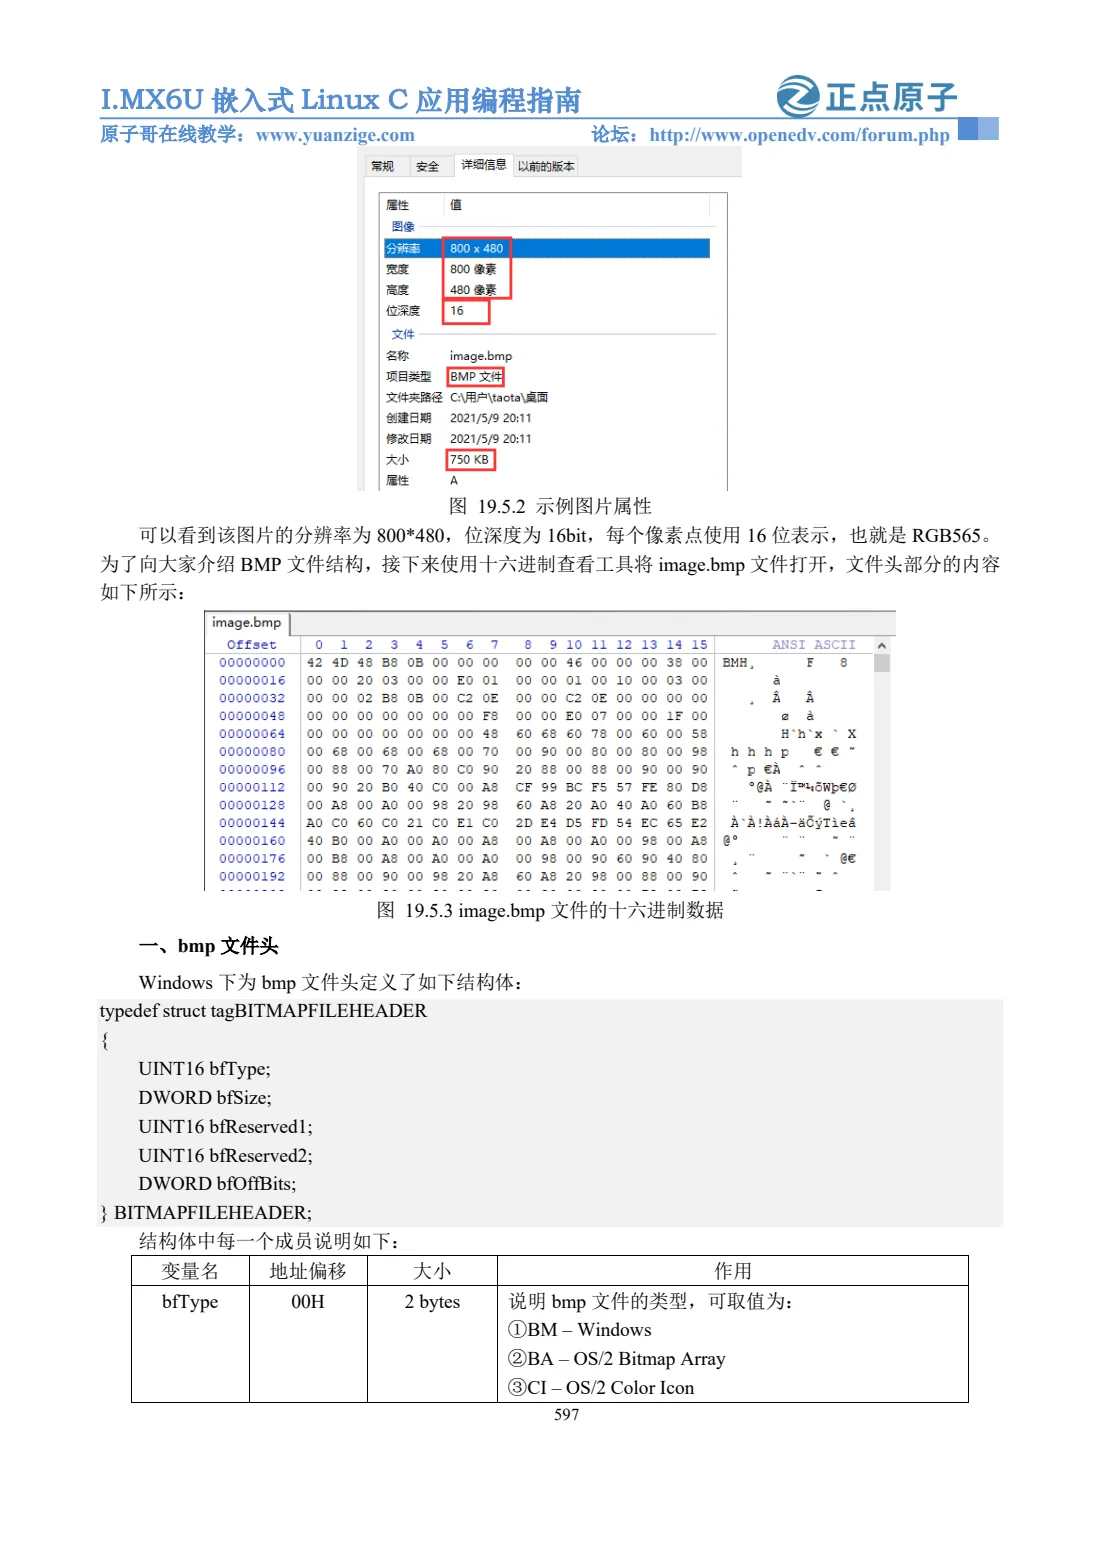 I.MX6U 嵌入式 Linux C 应用编程指南
正点原子
原子哥在线教学：www.yuanzige.com 论坛：http://www.openedv.com/forum.php
常规 安全 详细信息 以前的版本
属性 值
图像
分辨率 800 x 480
宽度 800 像素
高度 480 像素
位深度 16
文件
名称 image.bmp
项目类型 BMP 文件
文件夹路径 C:\用户\taota\桌面
创建日期 2021/5/9 20:11
修改日期 2021/5/9 20:11
大小 750 KB
属性 A
图 19.5.2 示例图片属性
可以看到该图片的分辨率为 800*480，位深度为 16bit，每个像素点使用 16 位表示，也就是 RGB565。
为了向大家介绍 BMP 文件结构，接下来使用十六进制查看工具将 image.bmp 文件打开，文件头部分的内容
如下所示：
image.bmp
Offset 0 1 2 3 4 5 6 7 8 9 10 11 12 13 14 15 ANSI ASCII
00000000 42 4D 48 B8 0B 00 00 00 00 00 46 00 00 00 38 00 BMH¸ F 8
00000016 00 00 20 03 00 00 E0 01 00 00 01 00 10 00 03 00 à
00000032 00 00 02 B8 0B 00 C2 0E 00 00 C2 0E 00 00 00 00 ¸ Â Â
00000048 00 00 00 00 00 00 00 F8 00 00 E0 07 00 00 1F 00 ø à
00000064 00 00 00 00 00 00 00 48 60 68 60 78 00 60 00 58 H`h`x ` X
00000080 00 68 00 68 00 68 00 70 00 90 00 80 00 80 00 98 h h h p € € ˜
00000096 00 88 00 70 A0 80 C0 90 20 88 00 88 00 90 00 90 ˆ p €À ˆ ˆ
00000112 00 90 20 B0 40 C0 00 A8 CF 99 BC F5 57 FE 80 D8 °@À ¨Ï™¼õWþ€Ø
00000128 00 A8 00 A0 00 98 20 98 60 A8 20 A0 40 A0 60 B8 ¨ ˜ ˜`¨ @ `¸
00000144 A0 C0 60 C0 21 C0 E1 C0 2D E4 D5 FD 54 EC 65 E2 À`À!ÀáÀ-äÕýTìeâ
00000160 40 B0 00 A0 00 A0 00 A8 00 A8 00 A0 00 98 00 A8 @° ¨ ¨ ˜ ¨
00000176 00 B8 00 A8 00 A0 00 A0 00 98 00 90 60 90 40 80 ¸ ¨ ˜ ` @€
00000192 00 88 00 90 00 98 20 A8 60 A8 20 98 00 88 00 90 ˆ ˜ ¨`¨ ˜ ˆ
图 19.5.3 image.bmp 文件的十六进制数据
一、bmp 文件头
Windows 下为 bmp 文件头定义了如下结构体：
typedef struct tagBITMAPFILEHEADER
{
UINT16 bfType;
DWORD bfSize;
UINT16 bfReserved1;
UINT16 bfReserved2;
DWORD bfOffBits;
} BITMAPFILEHEADER;
结构体中每一个成员说明如下：
变量名 地址偏移 大小 作用
bfType 00H 2 bytes 说明 bmp 文件的类型，可取值为：
①BM – Windows
②BA – OS/2 Bitmap Array
③CI – OS/2 Color Icon
597